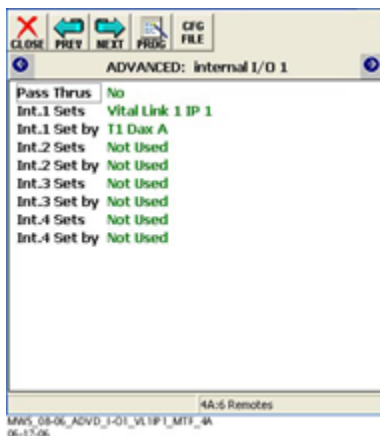 CLOSE PREV NEXT PROG CFG FILE
ADVANCED: internal I/O 1
Pass Thrus No
Int.1 Sets Vital Link 1 IP 1
Int.1 Set by T1 Dax A
Int.2 Sets Not Used
Int.2 Set by Not Used
Int.3 Sets Not Used
Int.3 Set by Not Used
Int.4 Sets Not Used
Int.4 Set by Not Used
4A:6 Remotes
MWS_08-06_ADVD_I-O1_VL1IP1_MTF_4A
06-17-06